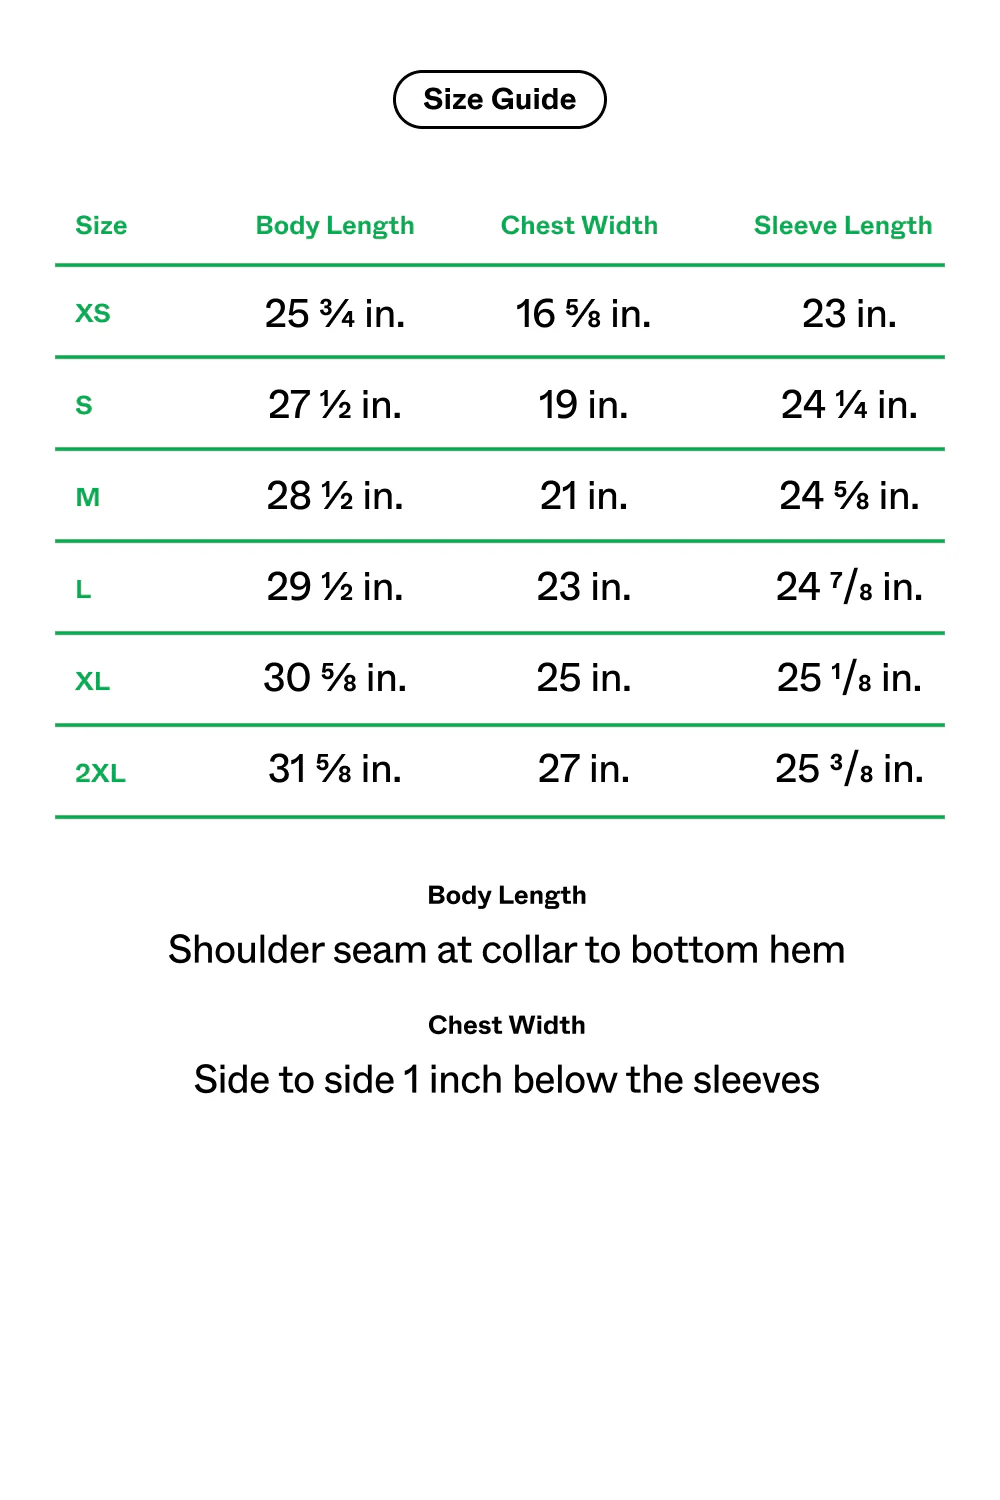 Size Guide
Size Body Length Chest Width Sleeve Length
XS 25 ¾ in. 16 ⅝ in. 23 in.
S 27 ½ in. 19 in. 24 ¼ in.
M 28 ½ in. 21 in. 24 ⅝ in.
L 29 ½ in. 23 in. 24 ⁷/₈ in.
XL 30 ⅝ in. 25 in. 25 ¹/₈ in.
2XL 31 ⅝ in. 27 in. 25 ³/₈ in.
Body Length
Shoulder seam at collar to bottom hem
Chest Width
Side to side 1 inch below the sleeves